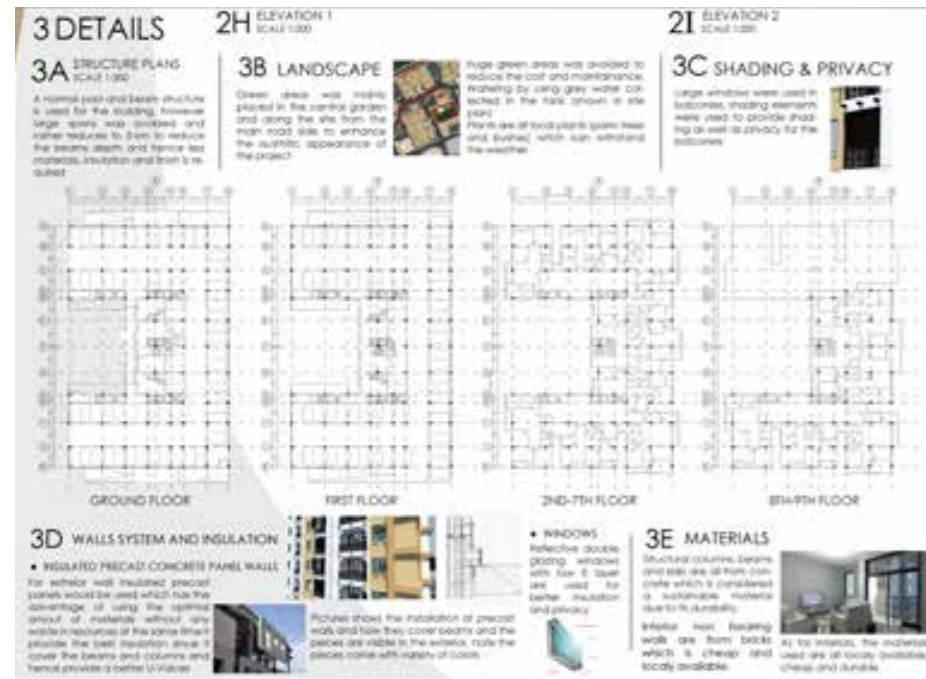 3 DETAILS
2H ELEVATION 1
SCALE 1:300
2I ELEVATION 2
SCALE 1:300
3A STRUCTURE PLANS
SCALE 1:300
A normal post and beam structure
is used for the building, however
large spans was avoided and
rather reduces to 5 cm to reduce
the beams depth and hence less
materials, insulation and finish is re-
quired
3B LANDSCAPE
Green areas was mainly
placed in the central garden
and along the site from the
main road side to enhance
the appearance of
the project
huge green areas was avoided to
reduce the cost and maintainance.
Watering by using grey water col-
lected in the tank (shown in site
plan)
Plants are all local plants (palm trees
and bushes) which can withstand
the weather
3C SHADING & PRIVACY
Large windows were used in
balconies, shading elements
were used to provide shad-
ing as well as privacy for the
balconies
GROUND FLOOR
FIRST FLOOR
2ND-7TH FLOOR
8TH-9TH FLOOR
3D WALLS SYSTEM AND INSULATION
• INSULATED PRECAST CONCRETE PANEL WALLS
For exterior wall insulated precast
panels would be used which has the
advantage of using the optimal
amout of materials without any
waste in resources at the same time it
provide the best insulation since it
cover the beams and columns and
hence provide a better U-Values
Pictures shows the installation of precast
walls and how they cover beams and the
pieces are visible in the exterior, note the
pieces come with variaty of colors
• WINDOWS
Reflective double
glazing windows
with low E layer
are used for
better insulation
and privacy
3E MATERIALS
Structural columns, beams
and slabs are all from con-
crete which is considered
a sustainable material
due to its durability.
Interior non bearing
walls are from bricks
which is cheap and
localy available.
As for interiors, the materials
used are all localy available
cheap and durable